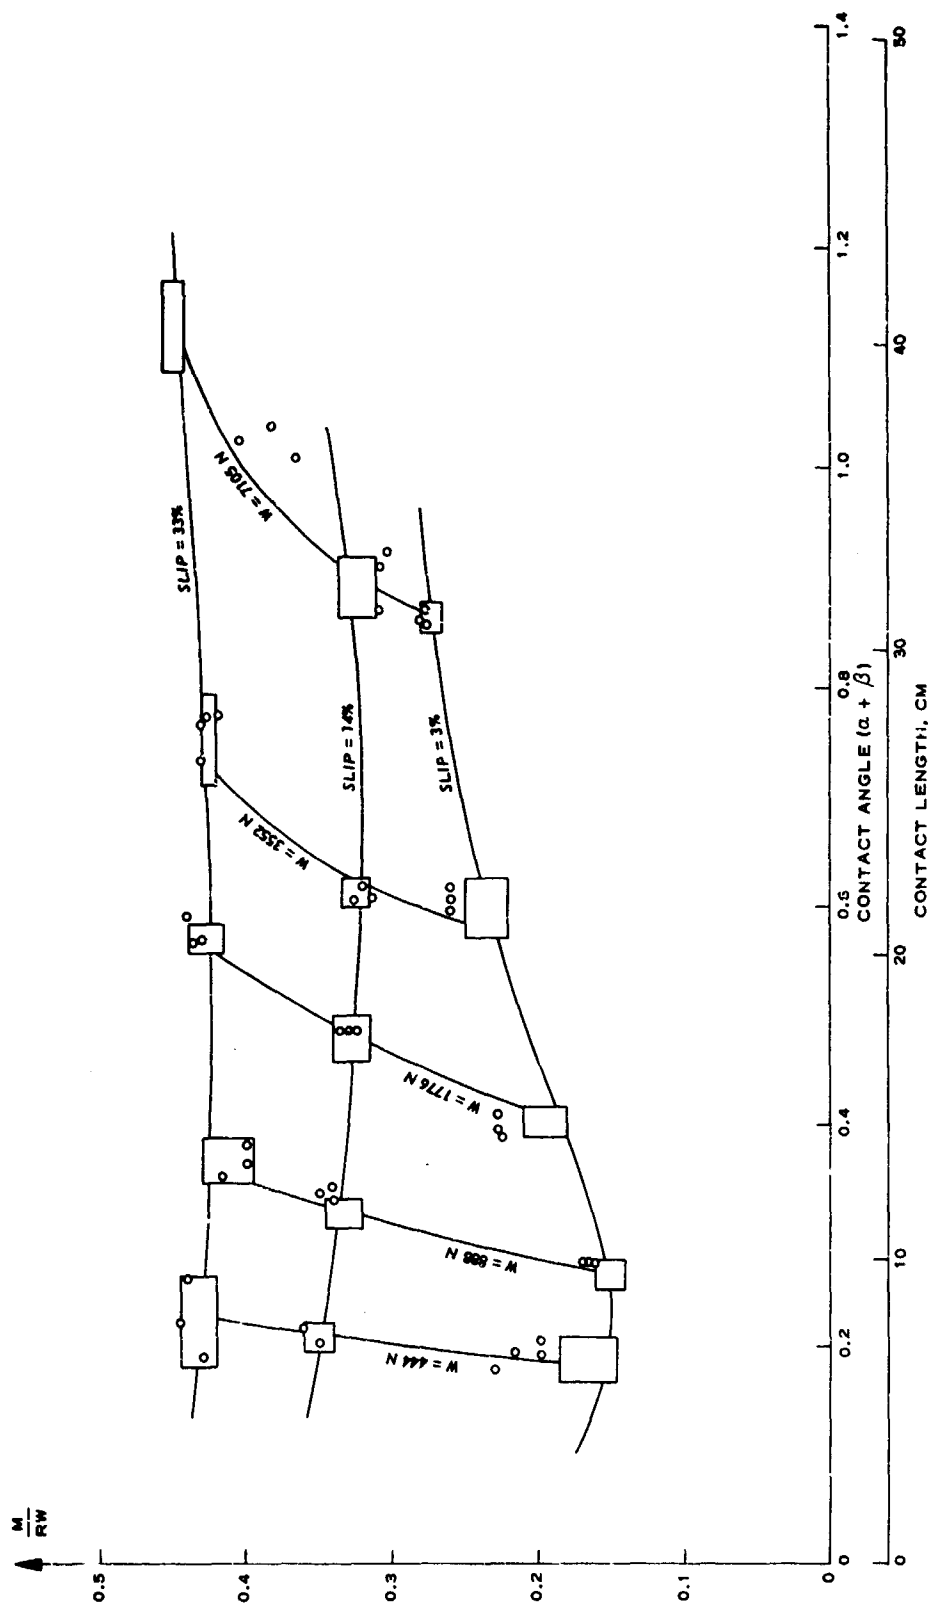 M
RW
0.5
0.4
0.3
0.2
0.1
0
SLIP = 33%
SLIP = 14%
SLIP = 3%
W = 7105 N
W = 3552 N
W = 1776 N
W = 888 N
W = 444 N
0 0.2 0.4 0.6 0.8 1.0 1.2 1.4
CONTACT ANGLE (α + β)
0 10 20 30 40 50
CONTACT LENGTH, CM